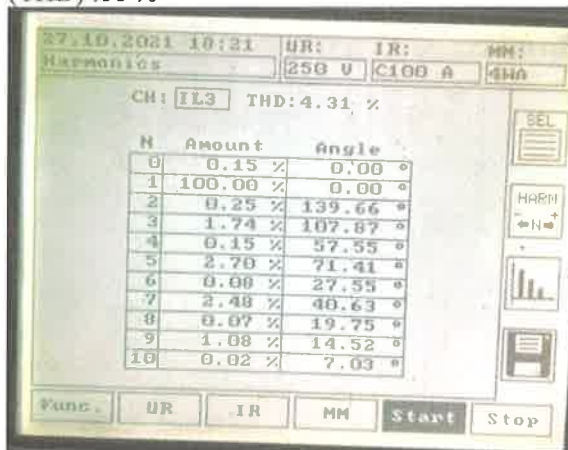 27.10.2021 10:21 UR: IR: MM:
Harmonics 250 V C100 A 4WA
CH: IL3 THD:4.31 %
SEL
N Amount Angle
0 0.15 % 0.00 °
1 100.00 % 0.00 °
2 0.25 % 139.66 °
HARM
3 1.74 % 107.87 °
- +
←N→
4 0.15 % 57.55 °
5 2.70 % 71.41 °
6 0.08 % 27.55 °
7 2.48 % 40.63 °
8 0.07 % 19.75 °
9 1.08 % 14.52 °
10 0.02 % 7.03 °
Func. UR IR MM Start Stop